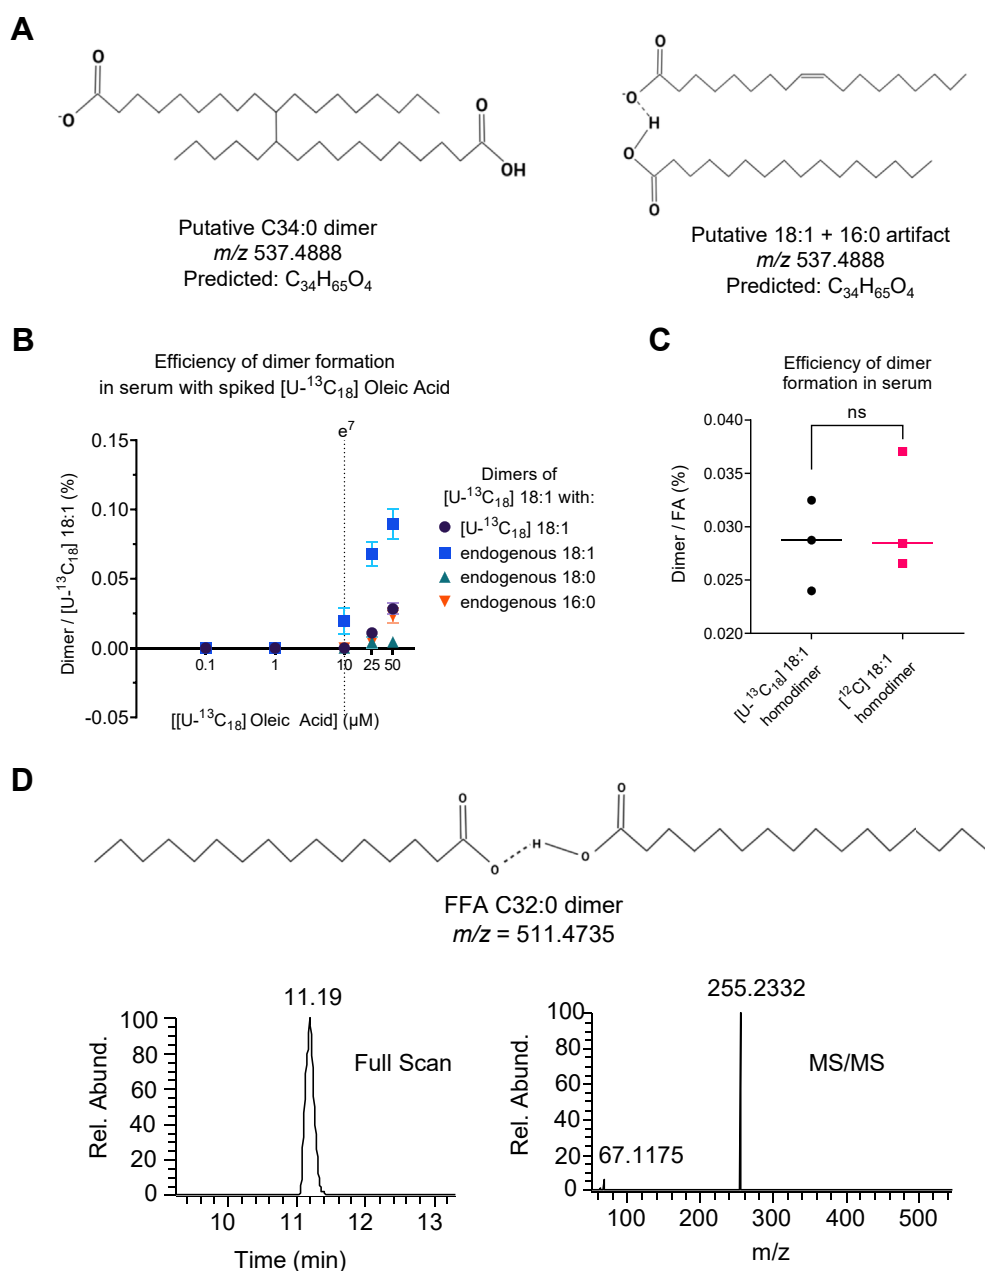 A
O
⁻O
O
OH
Putative C₃₄:0 dimer
m/z 537.4888
Predicted: C₃₄H₆₅O₄
O
⁻O
H
O
O
Putative 18:1 + 16:0 artifact
m/z 537.4888
Predicted: C₃₄H₆₅O₄
B
Efficiency of dimer formation
in serum with spiked [U-¹³C₁₈] Oleic Acid
e⁷
Dimer / [U-¹³C₁₈] 18:1 (%)
0.15
0.10
0.05
0.00
-0.05
0.1
1
10
25
50
[[U-¹³C₁₈] Oleic Acid] (µM)
Dimers of
[U-¹³C₁₈] 18:1 with:
[U-¹³C₁₈] 18:1
endogenous 18:1
endogenous 18:0
endogenous 16:0
C
Efficiency of dimer
formation in serum
ns
Dimer / FA (%)
0.040
0.035
0.030
0.025
0.020
[U-¹³C₁₈] 18:1
homodimer
[¹²C] 18:1
homodimer
D
O
O
H
O
O
FFA C32:0 dimer
m/z = 511.4735
11.19
Full Scan
Rel. Abund.
100
80
60
40
20
0
10
11
12
13
Time (min)
255.2332
MS/MS
67.1175
Rel. Abund.
100
80
60
40
20
0
100
200
300
400
500
m/z